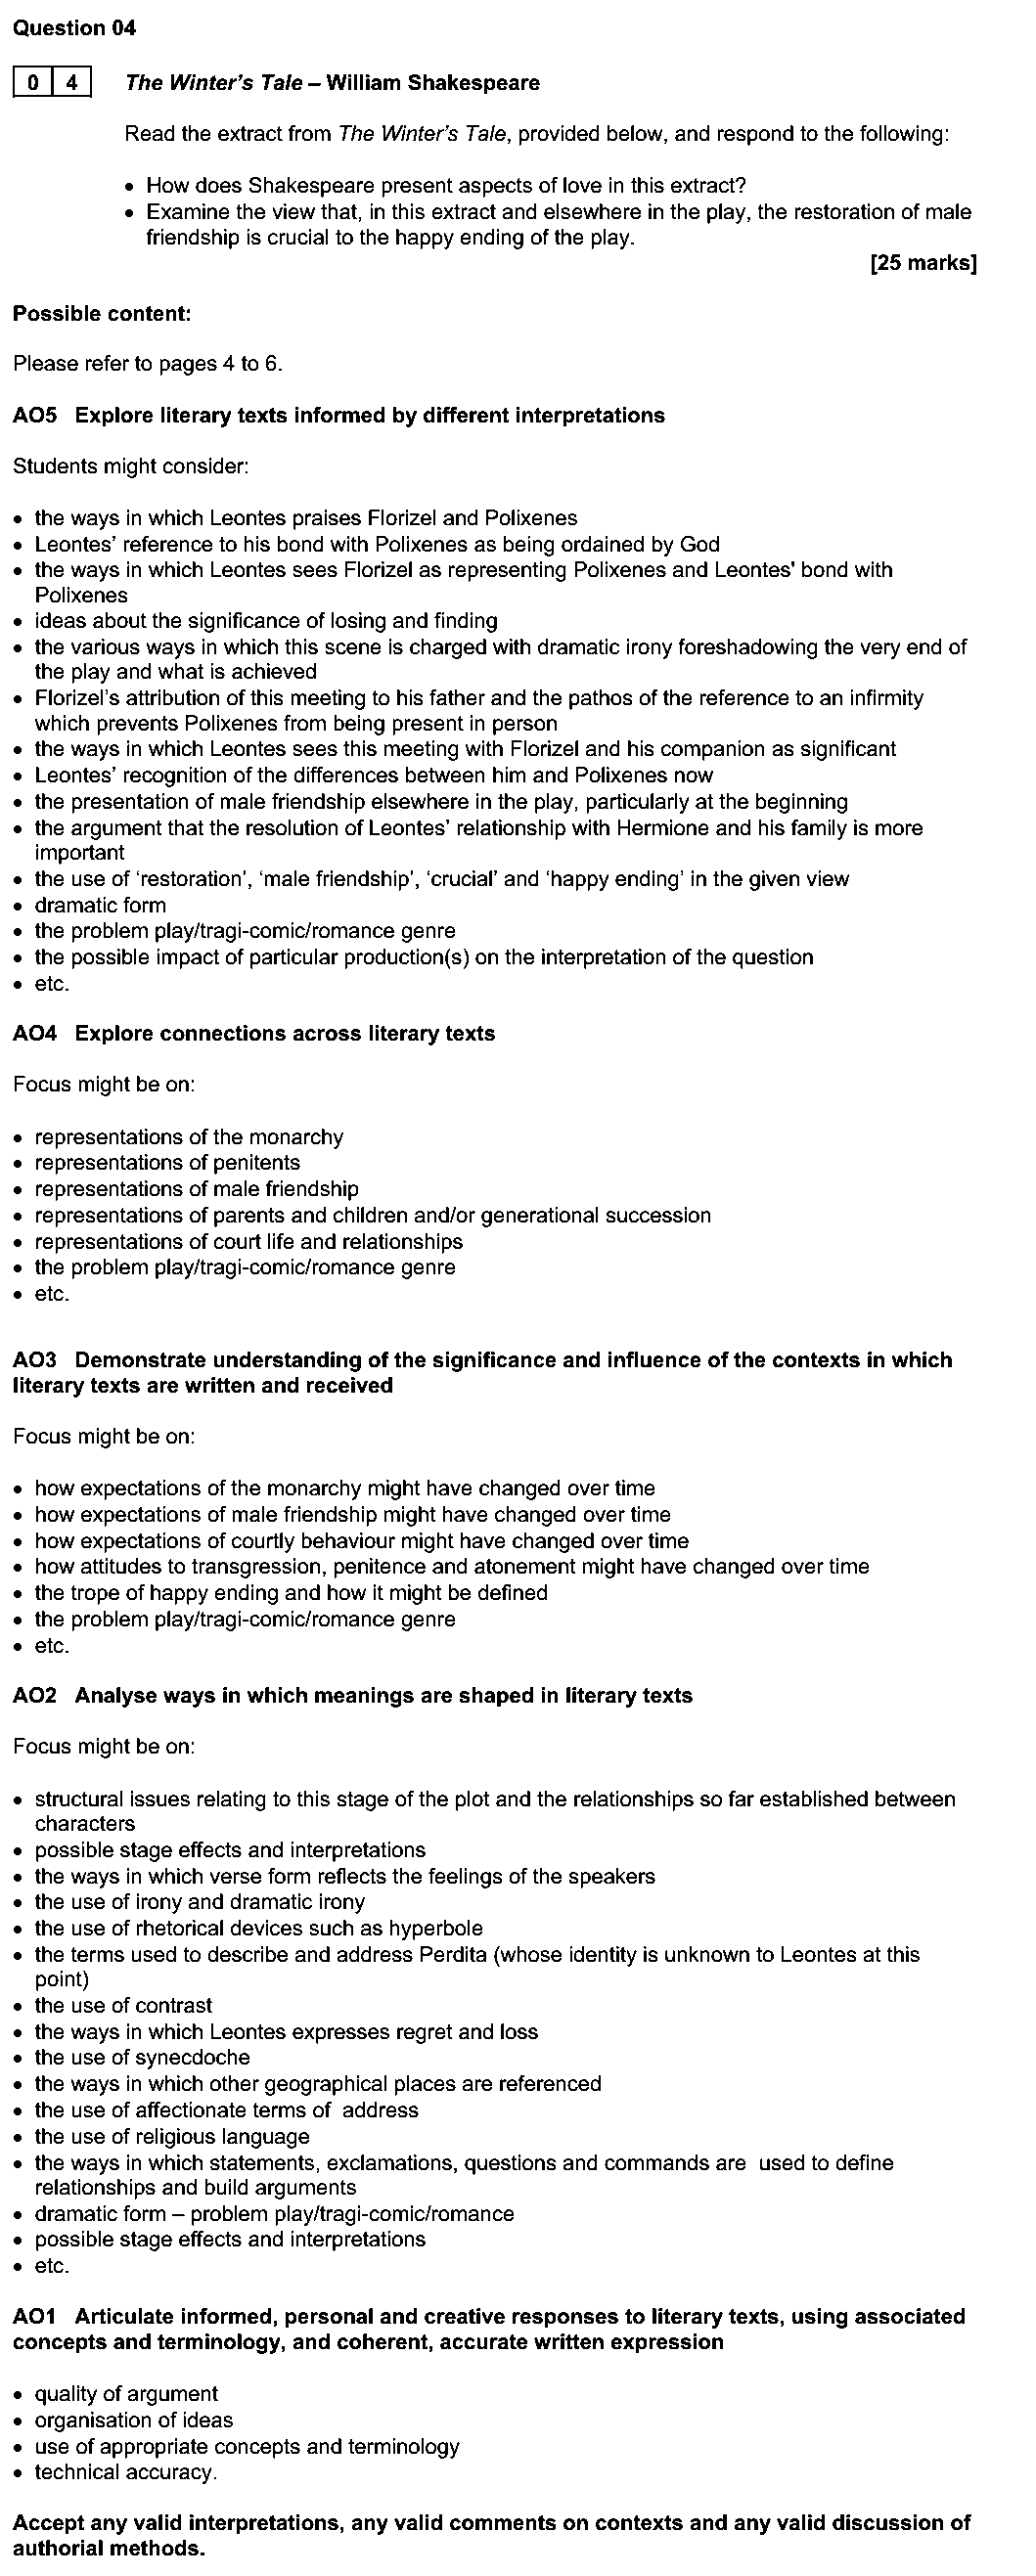 Question 04
0 4 The Winter's Tale – William Shakespeare
Read the extract from The Winter's Tale, provided below, and respond to the following:
• How does Shakespeare present aspects of love in this extract?
• Examine the view that, in this extract and elsewhere in the play, the restoration of male
friendship is crucial to the happy ending of the play.
[25 marks]
Possible content:
Please refer to pages 4 to 6.
AO5 Explore literary texts informed by different interpretations
Students might consider:
• the ways in which Leontes praises Florizel and Polixenes
• Leontes' reference to his bond with Polixenes as being ordained by God
• the ways in which Leontes sees Florizel as representing Polixenes and Leontes' bond with
Polixenes
• ideas about the significance of losing and finding
• the various ways in which this scene is charged with dramatic irony foreshadowing the very end of
the play and what is achieved
• Florizel's attribution of this meeting to his father and the pathos of the reference to an infirmity
which prevents Polixenes from being present in person
• the ways in which Leontes sees this meeting with Florizel and his companion as significant
• Leontes' recognition of the differences between him and Polixenes now
• the presentation of male friendship elsewhere in the play, particularly at the beginning
• the argument that the resolution of Leontes' relationship with Hermione and his family is more
important
• the use of 'restoration', 'male friendship', 'crucial' and 'happy ending' in the given view
• dramatic form
• the problem play/tragi-comic/romance genre
• the possible impact of particular production(s) on the interpretation of the question
• etc.
AO4 Explore connections across literary texts
Focus might be on:
• representations of the monarchy
• representations of penitents
• representations of male friendship
• representations of parents and children and/or generational succession
• representations of court life and relationships
• the problem play/tragi-comic/romance genre
• etc.
AO3 Demonstrate understanding of the significance and influence of the contexts in which
literary texts are written and received
Focus might be on:
• how expectations of the monarchy might have changed over time
• how expectations of male friendship might have changed over time
• how expectations of courtly behaviour might have changed over time
• how attitudes to transgression, penitence and atonement might have changed over time
• the trope of happy ending and how it might be defined
• the problem play/tragi-comic/romance genre
• etc.
AO2 Analyse ways in which meanings are shaped in literary texts
Focus might be on:
• structural issues relating to this stage of the plot and the relationships so far established between
characters
• possible stage effects and interpretations
• the ways in which verse form reflects the feelings of the speakers
• the use of irony and dramatic irony
• the use of rhetorical devices such as hyperbole
• the terms used to describe and address Perdita (whose identity is unknown to Leontes at this
point)
• the use of contrast
• the ways in which Leontes expresses regret and loss
• the use of synecdoche
• the ways in which other geographical places are referenced
• the use of affectionate terms of address
• the use of religious language
• the ways in which statements, exclamations, questions and commands are used to define
relationships and build arguments
• dramatic form – problem play/tragi-comic/romance
• possible stage effects and interpretations
• etc.
AO1 Articulate informed, personal and creative responses to literary texts, using associated
concepts and terminology, and coherent, accurate written expression
• quality of argument
• organisation of ideas
• use of appropriate concepts and terminology
• technical accuracy.
Accept any valid interpretations, any valid comments on contexts and any valid discussion of
authorial methods.